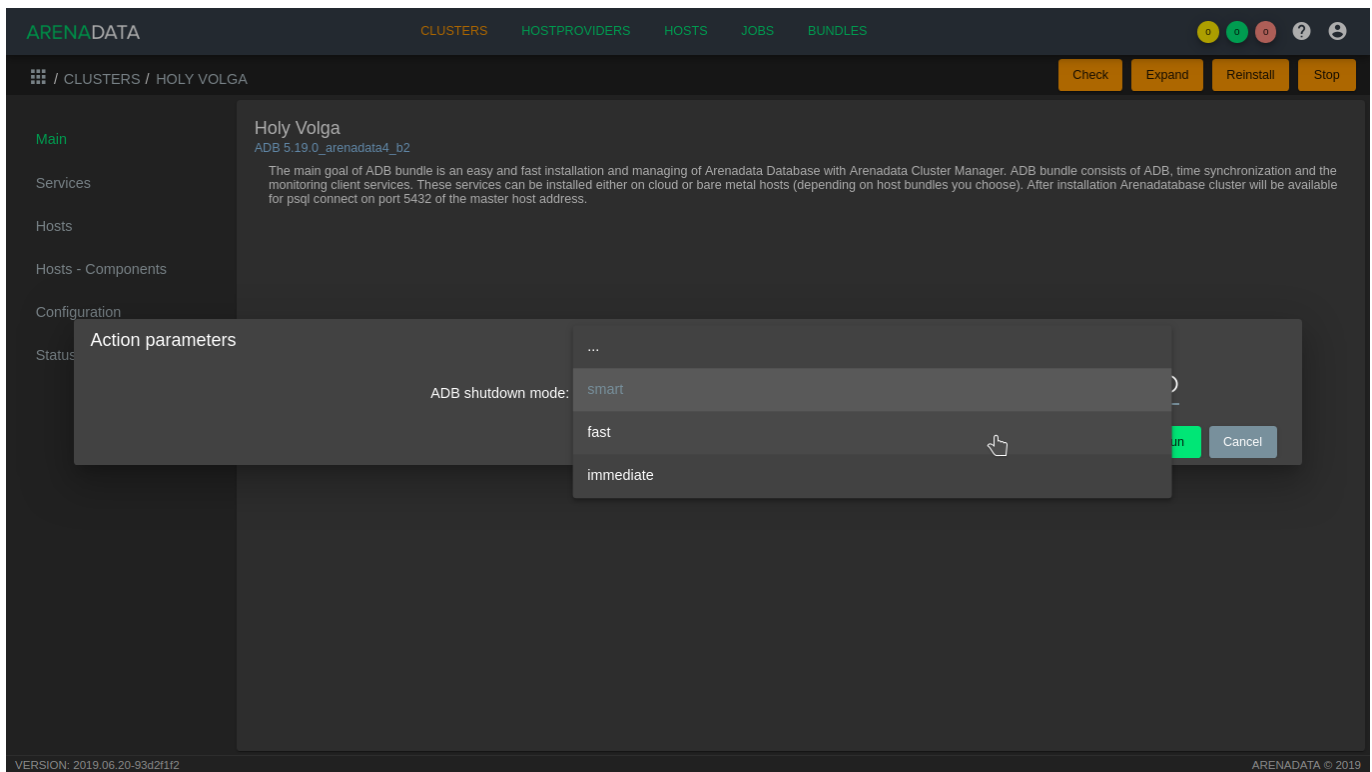 ARENADATA
CLUSTERS HOSTPROVIDERS HOSTS JOBS BUNDLES
0 0 0
/ CLUSTERS / HOLY VOLGA
Check Expand Reinstall Stop
Main
Services
Hosts
Hosts - Components
Configuration
Status
Holy Volga
ADB 5.19.0_arenadata4_b2
The main goal of ADB bundle is an easy and fast installation and managing of Arenadata Database with Arenadata Cluster Manager. ADB bundle consists of ADB, time synchronization and the
monitoring client services. These services can be installed either on cloud or bare metal hosts (depending on host bundles you choose). After installation Arenadatabase cluster will be available
for psql connect on port 5432 of the master host address.
Action parameters
ADB shutdown mode:
...
smart
fast
immediate
un Cancel
VERSION: 2019.06.20-93d2f1f2
ARENADATA © 2019